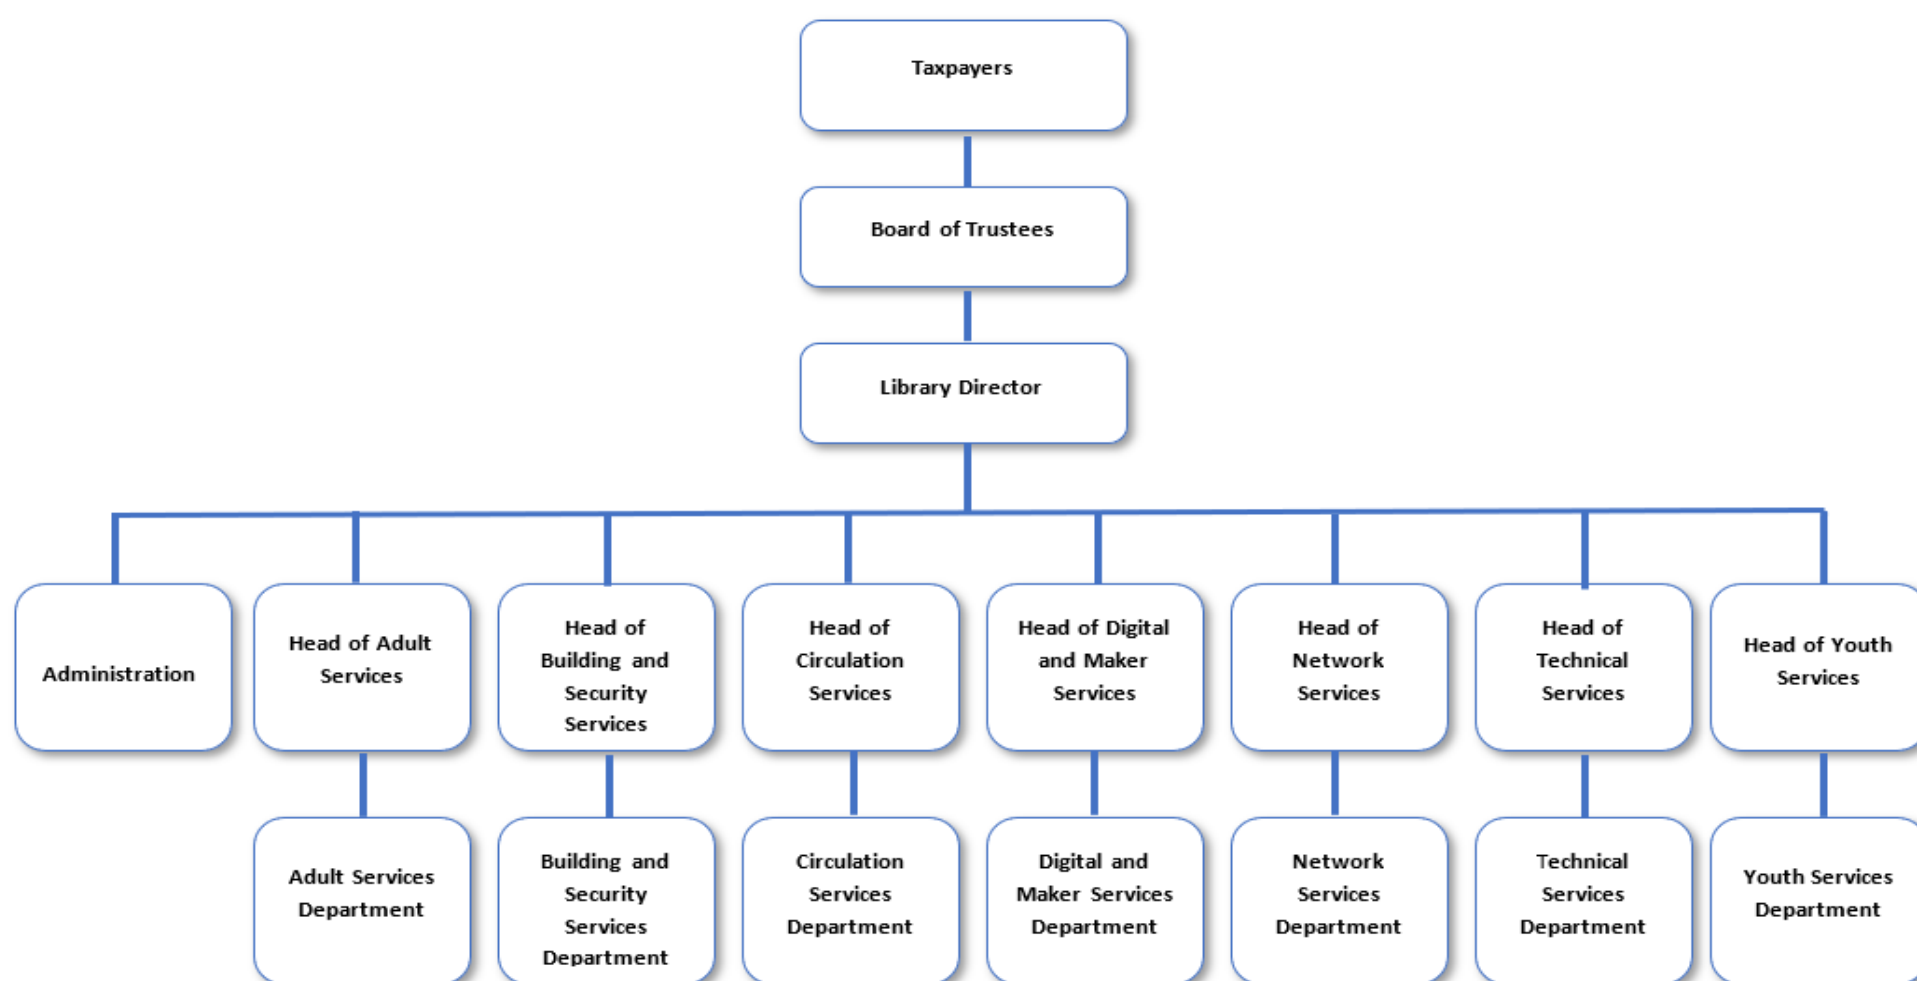 Taxpayers
Board of Trustees
Library Director
Administration
Head of Adult
Services
Head of
Building and
Security
Services
Head of
Circulation
Services
Head of Digital
and Maker
Services
Head of
Network
Services
Head of
Technical
Services
Head of Youth
Services
Adult Services
Department
Building and
Security
Services
Department
Circulation
Services
Department
Digital and
Maker Services
Department
Network
Services
Department
Technical
Services
Department
Youth Services
Department